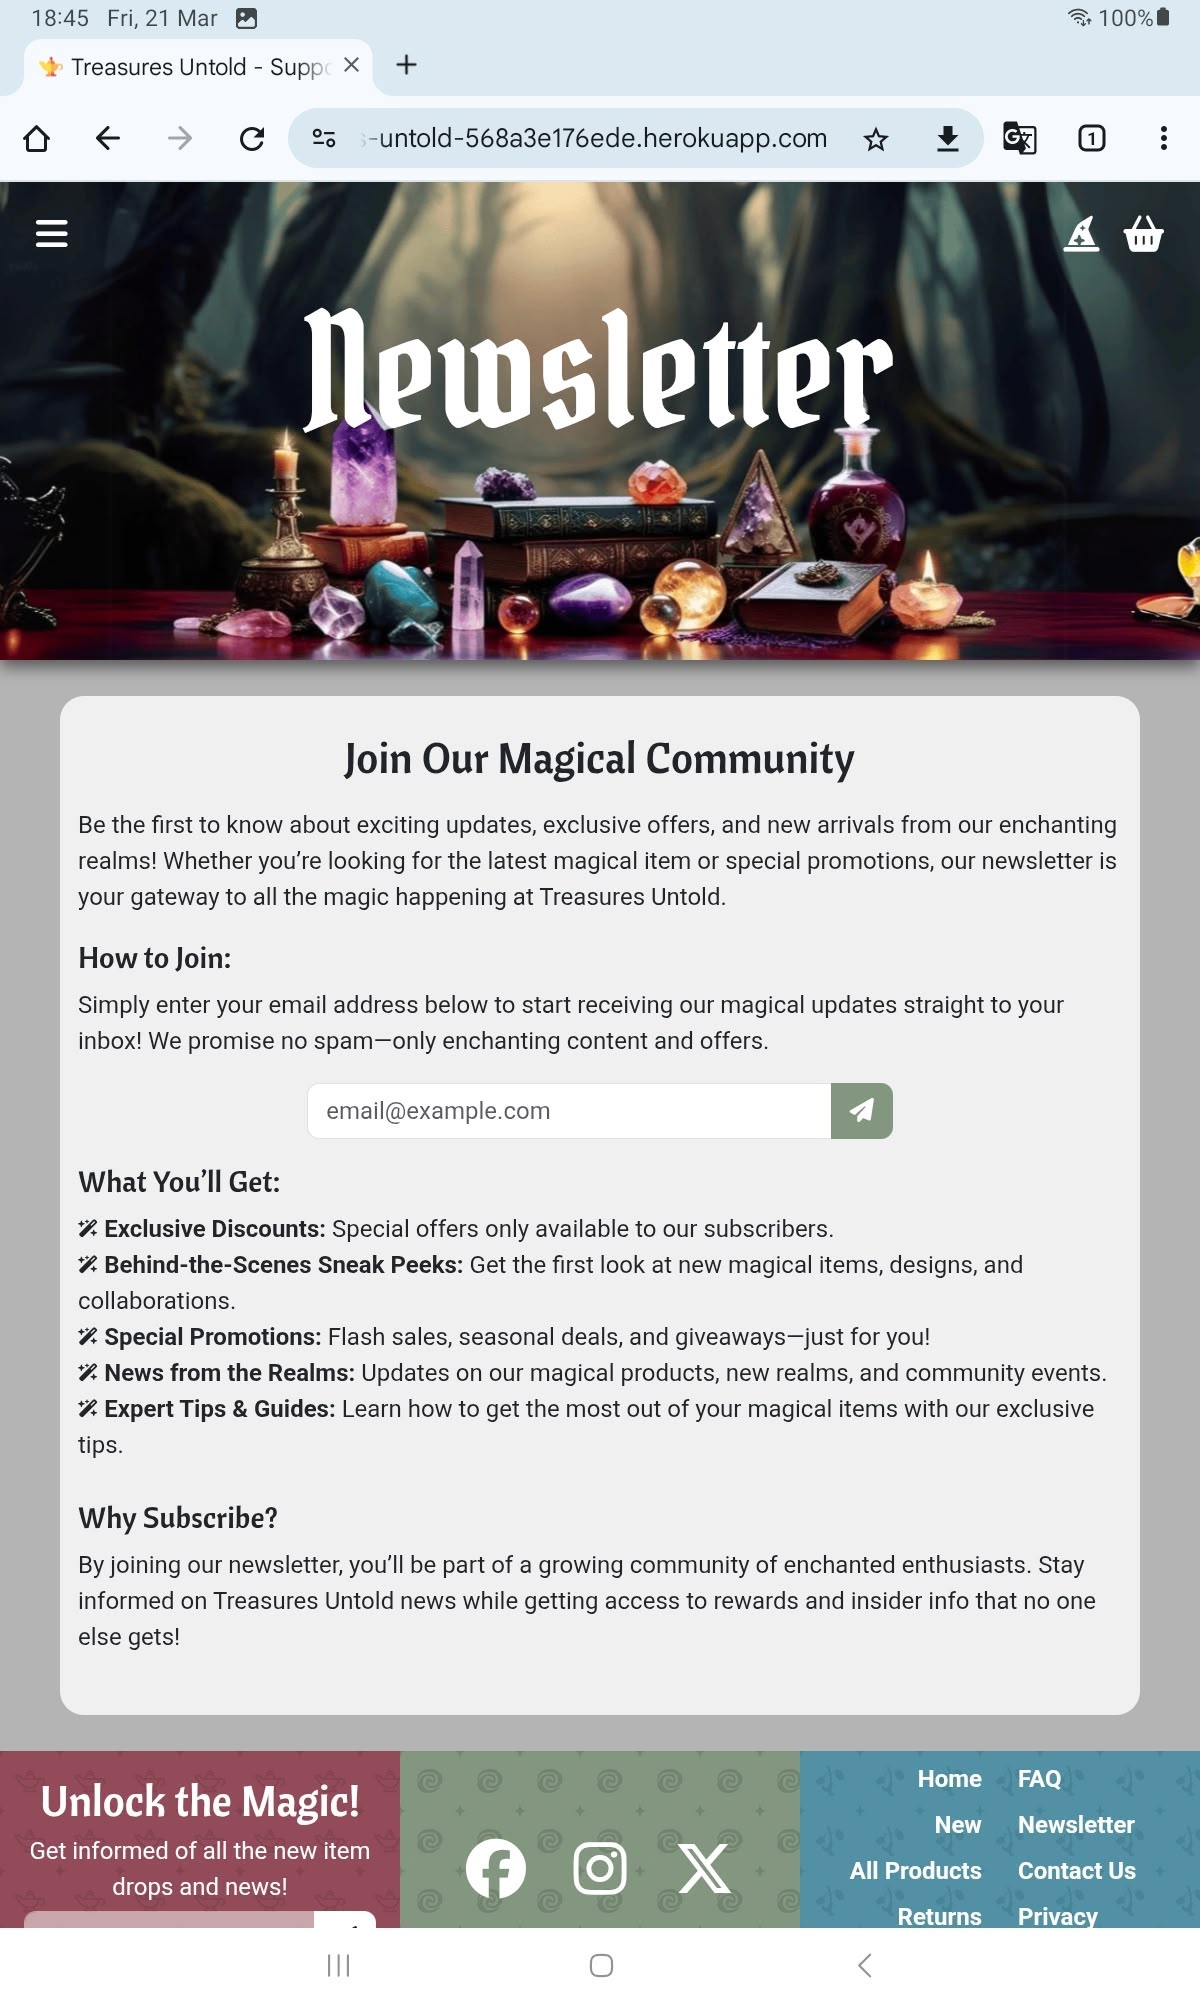 18:45 Fri, 21 Mar
100%
Treasures Untold - Supp
-untold-568a3e176ede.herokuapp.com
1
Newsletter
Join Our Magical Community
Be the first to know about exciting updates, exclusive offers, and new arrivals from our enchanting
realms! Whether you’re looking for the latest magical item or special promotions, our newsletter is
your gateway to all the magic happening at Treasures Untold.
How to Join:
Simply enter your email address below to start receiving our magical updates straight to your
inbox! We promise no spam—only enchanting content and offers.
email@example.com
What You’ll Get:
Exclusive Discounts: Special offers only available to our subscribers.
Behind-the-Scenes Sneak Peeks: Get the first look at new magical items, designs, and
collaborations.
Special Promotions: Flash sales, seasonal deals, and giveaways—just for you!
News from the Realms: Updates on our magical products, new realms, and community events.
Expert Tips & Guides: Learn how to get the most out of your magical items with our exclusive
tips.
Why Subscribe?
By joining our newsletter, you’ll be part of a growing community of enchanted enthusiasts. Stay
informed on Treasures Untold news while getting access to rewards and insider info that no one
else gets!
Unlock the Magic!
Get informed of all the new item
drops and news!
Home FAQ
New Newsletter
All Products Contact Us
Returns Privacy